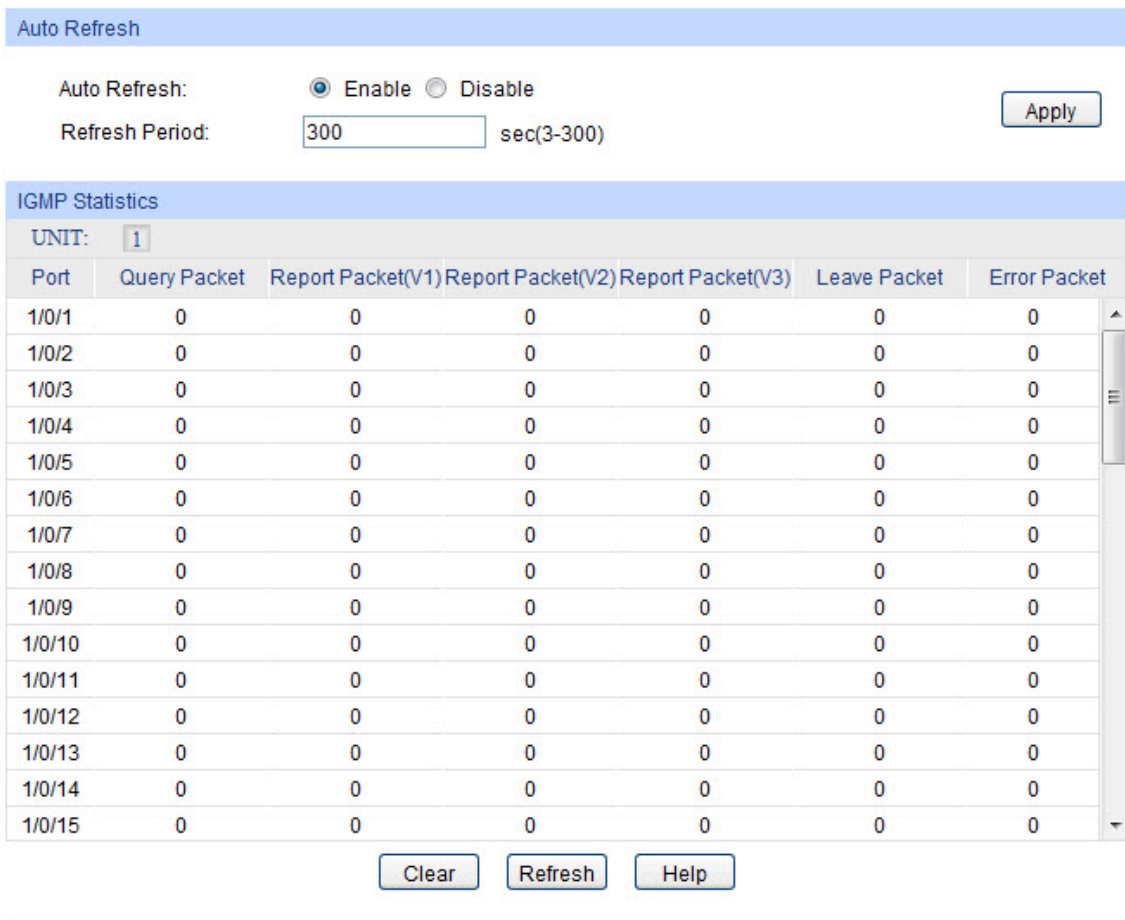 Auto Refresh
Auto Refresh: Enable Disable
Apply
Refresh Period: 300 sec(3-300)
IGMP Statistics
UNIT: 1
Port Query Packet Report Packet(V1) Report Packet(V2) Report Packet(V3) Leave Packet Error Packet
1/0/1 0 0 0 0 0 0
1/0/2 0 0 0 0 0 0
1/0/3 0 0 0 0 0 0
1/0/4 0 0 0 0 0 0
1/0/5 0 0 0 0 0 0
1/0/6 0 0 0 0 0 0
1/0/7 0 0 0 0 0 0
1/0/8 0 0 0 0 0 0
1/0/9 0 0 0 0 0 0
1/0/10 0 0 0 0 0 0
1/0/11 0 0 0 0 0 0
1/0/12 0 0 0 0 0 0
1/0/13 0 0 0 0 0 0
1/0/14 0 0 0 0 0 0
1/0/15 0 0 0 0 0 0
Clear Refresh Help